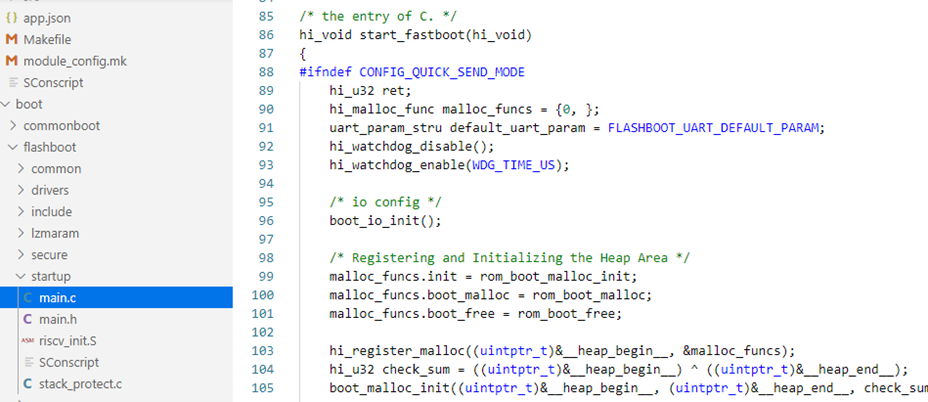 app.json
Makefile
module_config.mk
SConscript
boot
commonboot
flashboot
common
drivers
include
lzmaram
secure
startup
main.c
main.h
riscv_init.S
SConscript
stack_protect.c
85 /* the entry of C. */
86 hi_void start_fastboot(hi_void)
87 {
88 #ifndef CONFIG_QUICK_SEND_MODE
89 hi_u32 ret;
90 hi_malloc_func malloc_funcs = {0, };
91 uart_param_stru default_uart_param = FLASHBOOT_UART_DEFAULT_PARAM;
92 hi_watchdog_disable();
93 hi_watchdog_enable(WDG_TIME_US);
94
95 /* io config */
96 boot_io_init();
97
98 /* Registering and Initializing the Heap Area */
99 malloc_funcs.init = rom_boot_malloc_init;
100 malloc_funcs.boot_malloc = rom_boot_malloc;
101 malloc_funcs.boot_free = rom_boot_free;
102
103 hi_register_malloc((uintptr_t)&__heap_begin__, &malloc_funcs);
104 hi_u32 check_sum = ((uintptr_t)&__heap_begin__) ^ ((uintptr_t)&__heap_end__);
105 boot_malloc_init((uintptr_t)&__heap_begin__, (uintptr_t)&__heap_end__, check_sum